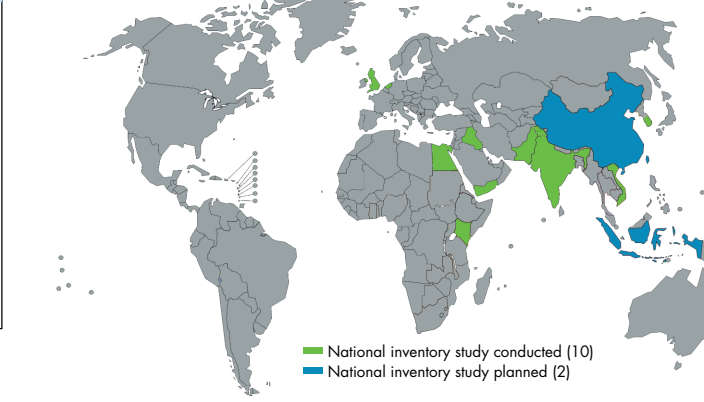 National inventory study conducted (10)
National inventory study planned (2)